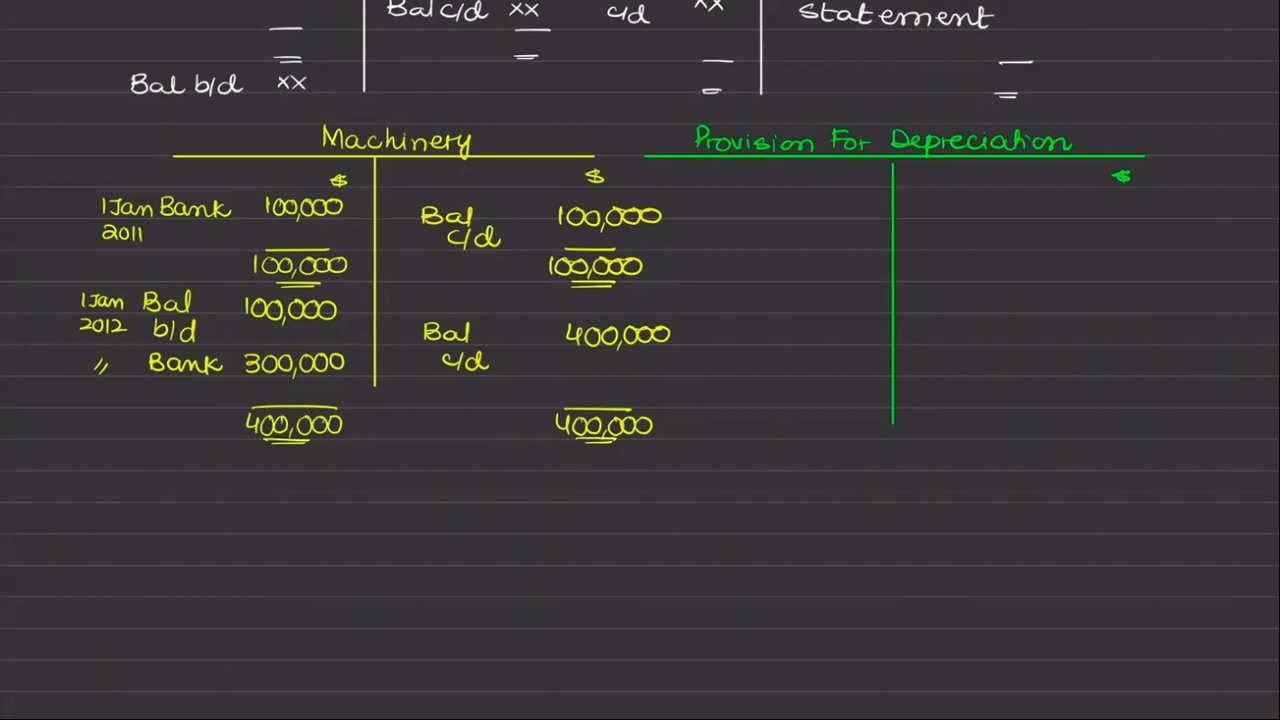 Bal c/d xx c/d xx statement
Bal b/d xx
Machinery Provision For Depreciation
$ $ $
1 Jan Bank 100,000 Bal 100,000
2011 c/d
100,000 100,000
1 Jan Bal 100,000
2012 b/d Bal 400,000
" Bank 300,000 c/d
400,000 400,000